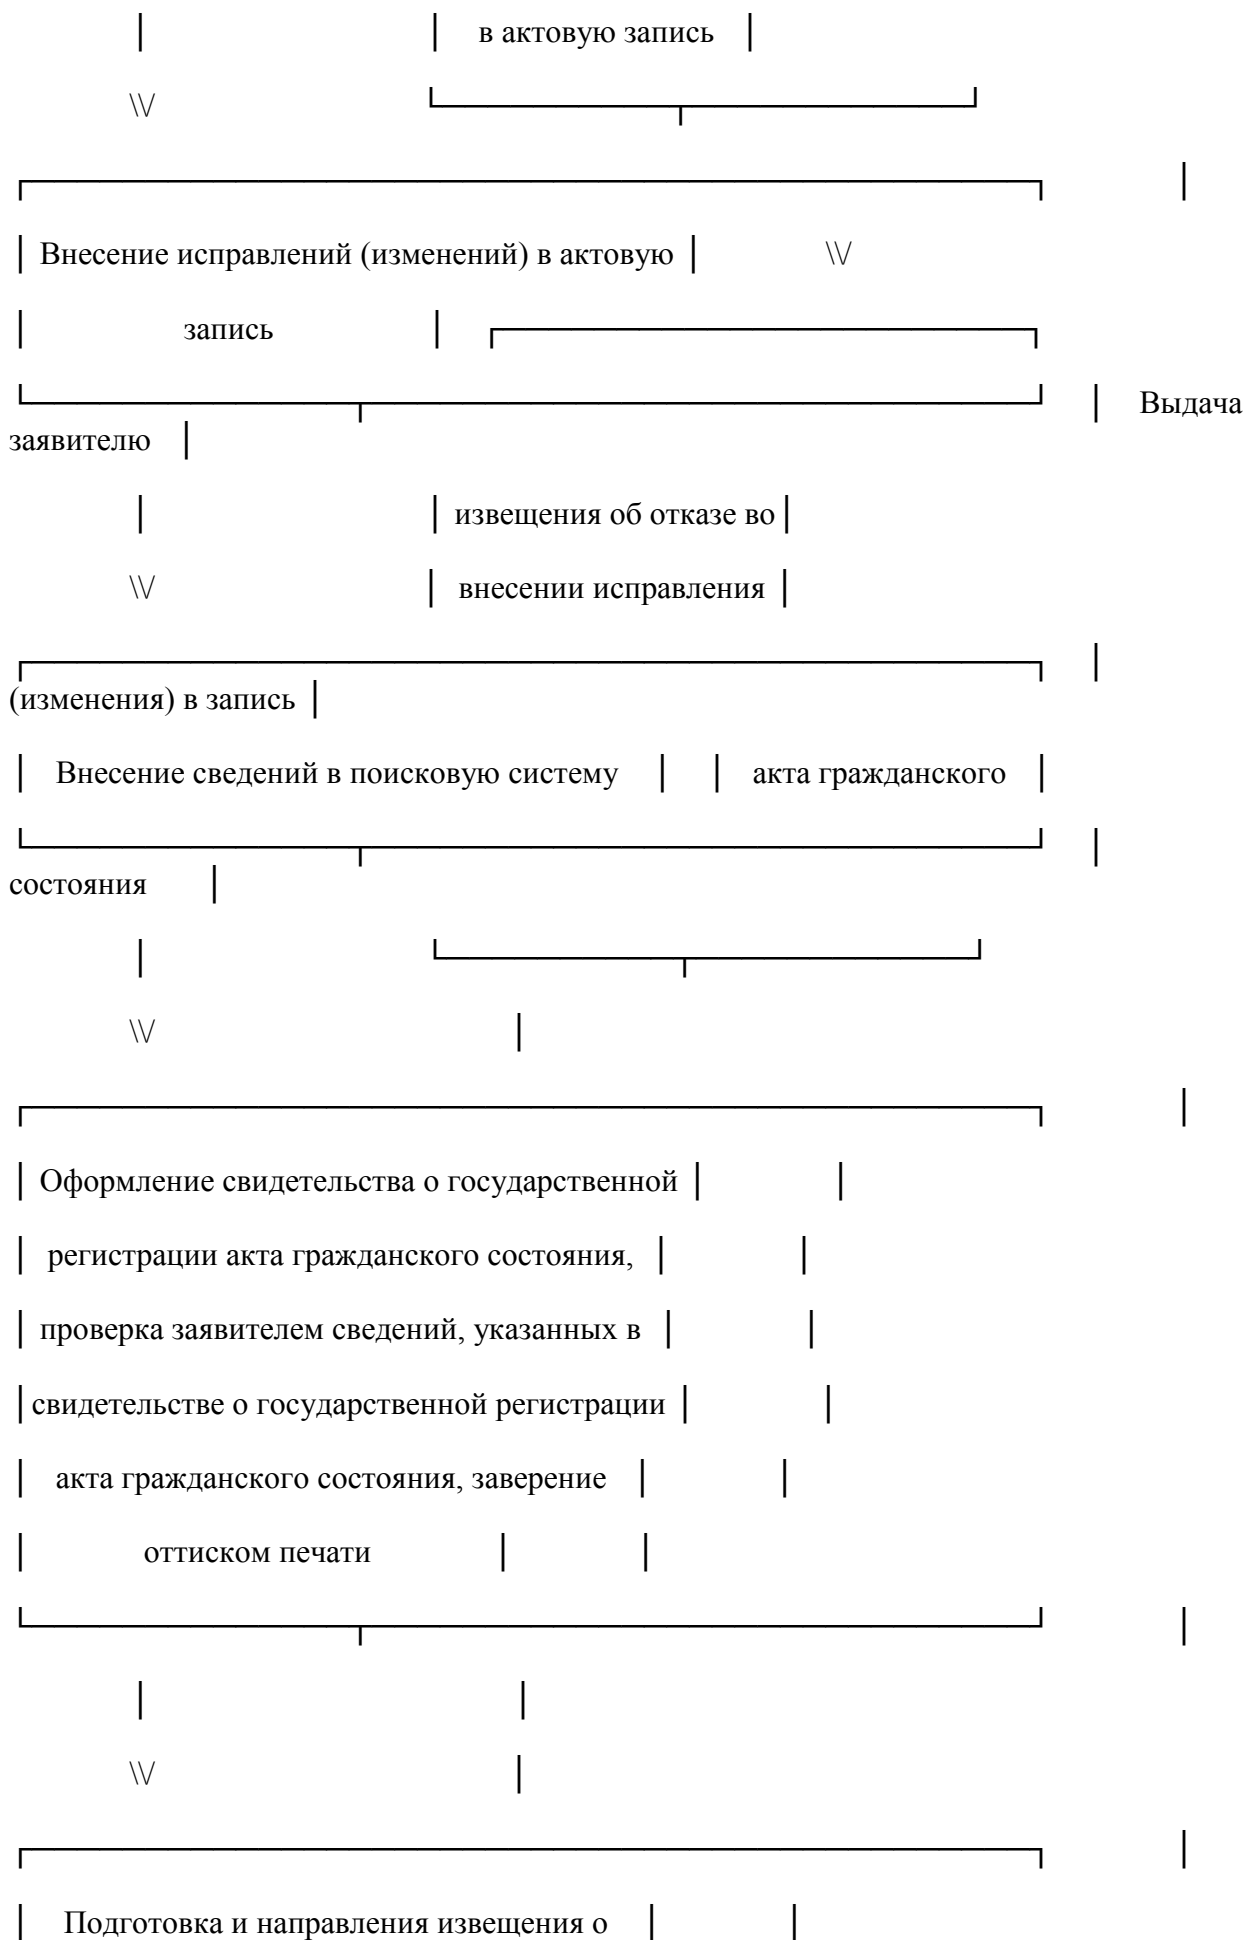 │ │ в актовую запись │
\\/ └───────────────┬──────────────────┘
┌──────────────────────────────────────────┐ │
│ Внесение исправлений (изменений) в актовую │ \\/
│ запись │ ┌──────────────────────┐
└──────────────┬───────────────────────────┘ │ Выдача
заявителю │
│ │ извещения об отказе во│
\\/ │ внесении исправления │
┌──────────────────────────────────────────┐ │
(изменения) в запись │
│ Внесение сведений в поисковую систему │ │ акта гражданского │
└──────────────┬───────────────────────────┘ │
состояния │
│ └───────────────┬──────────────────┘
\\/ │
┌──────────────────────────────────────────┐ │
│ Оформление свидетельства о государственной │ │
│ регистрации акта гражданского состояния, │ │
│ проверка заявителем сведений, указанных в │ │
│свидетельстве о государственной регистрации │ │
│ акта гражданского состояния, заверение │ │
│ оттиском печати │ │
└──────────────┬───────────────────────────┘ │
│ │
\\/ │
┌──────────────────────────────────────────┐ │
│ Подготовка и направления извещения о │ │